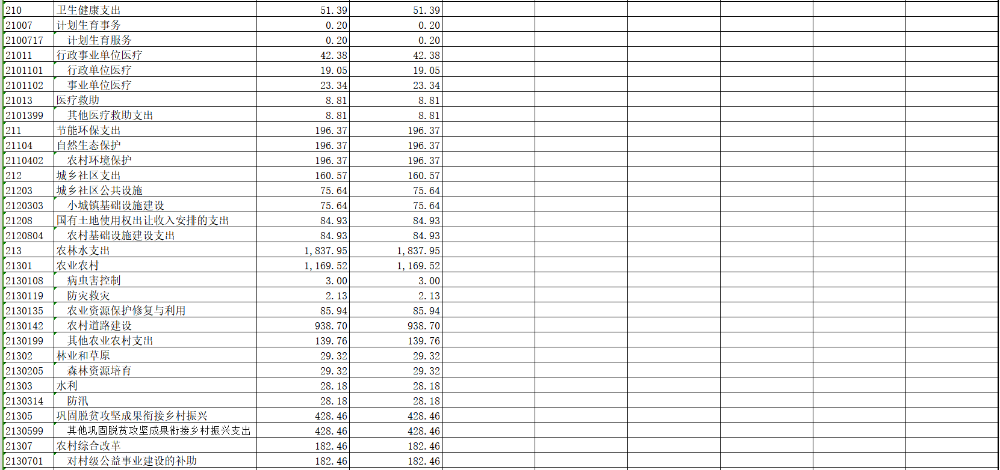 210 卫生健康支出 51.39 51.39
21007 计划生育事务 0.20 0.20
2100717 计划生育服务 0.20 0.20
21011 行政事业单位医疗 42.38 42.38
2101101 行政单位医疗 19.05 19.05
2101102 事业单位医疗 23.34 23.34
21013 医疗救助 8.81 8.81
2101399 其他医疗救助支出 8.81 8.81
211 节能环保支出 196.37 196.37
21104 自然生态保护 196.37 196.37
2110402 农村环境保护 196.37 196.37
212 城乡社区支出 160.57 160.57
21203 城乡社区公共设施 75.64 75.64
2120303 小城镇基础设施建设 75.64 75.64
21208 国有土地使用权出让收入安排的支出 84.93 84.93
2120804 农村基础设施建设支出 84.93 84.93
213 农林水支出 1,837.95 1,837.95
21301 农业农村 1,169.52 1,169.52
2130108 病虫害控制 3.00 3.00
2130119 防灾救灾 2.13 2.13
2130135 农业资源保护修复与利用 85.94 85.94
2130142 农村道路建设 938.70 938.70
2130199 其他农业农村支出 139.76 139.76
21302 林业和草原 29.32 29.32
2130205 森林资源培育 29.32 29.32
21303 水利 28.18 28.18
2130314 防汛 28.18 28.18
21305 巩固脱贫攻坚成果衔接乡村振兴 428.46 428.46
2130599 其他巩固脱贫攻坚成果衔接乡村振兴支出 428.46 428.46
21307 农村综合改革 182.46 182.46
2130701 对村级公益事业建设的补助 182.46 182.46